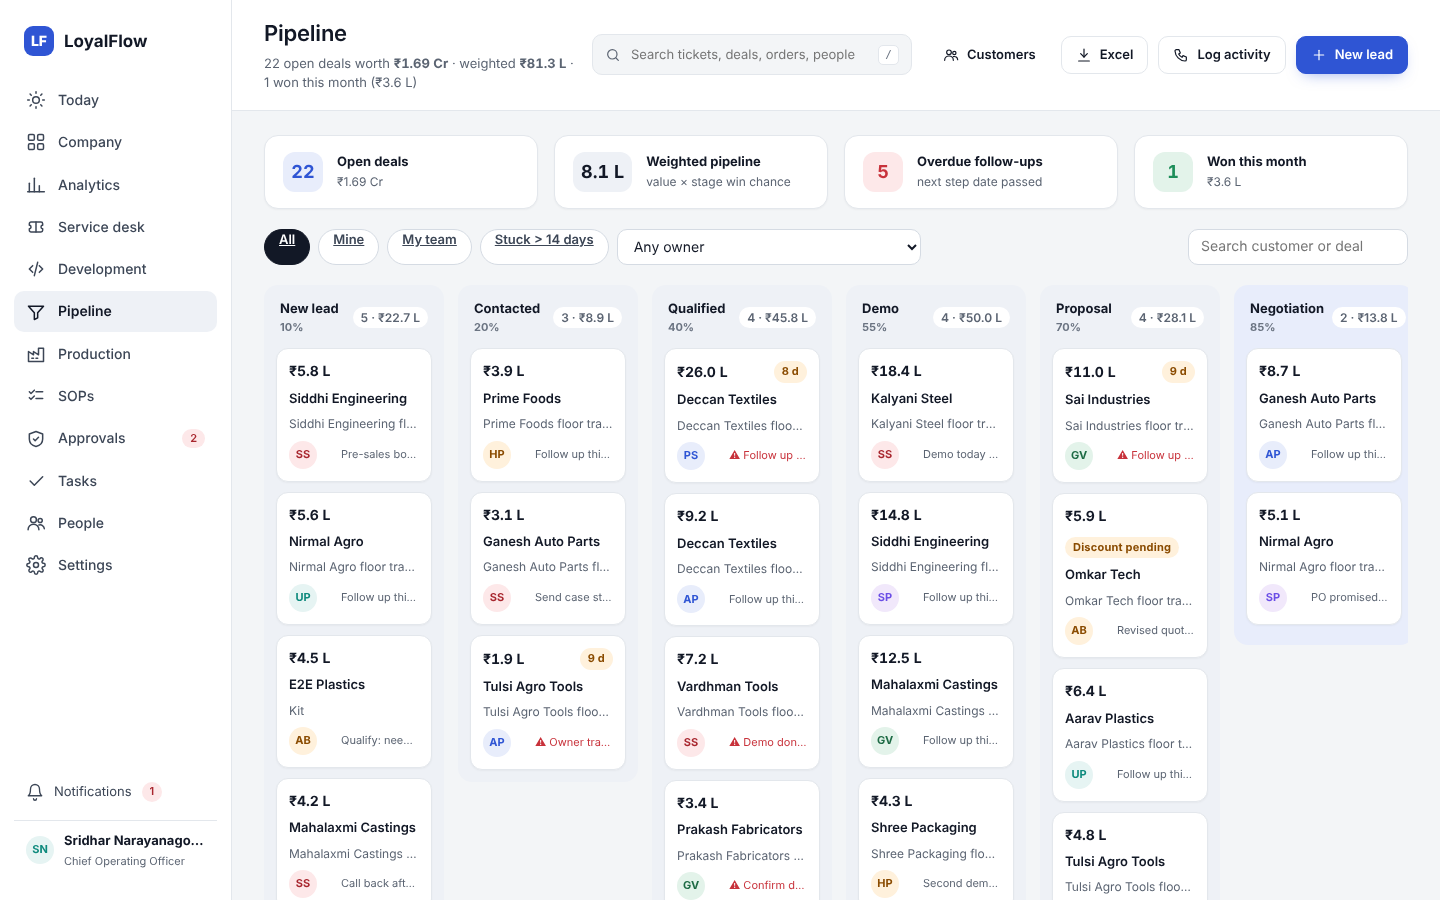 LF LoyalFlow
Today
Company
Analytics
Service desk
Development
Pipeline
Production
SOPs
Approvals 2
Tasks
People
Settings
Notifications 1
SN Sridhar Narayanago...
Chief Operating Officer
Pipeline
22 open deals worth ₹1.69 Cr · weighted ₹81.3 L ·
1 won this month (₹3.6 L)
Search tickets, deals, orders, people /
Customers
Excel
Log activity
New lead
22 Open deals
₹1.69 Cr
8.1 L Weighted pipeline
value × stage win chance
5 Overdue follow-ups
next step date passed
1 Won this month
₹3.6 L
All
Mine
My team
Stuck > 14 days
Any owner
Search customer or deal
New lead
10%
5 · ₹22.7 L
₹5.8 L
Siddhi Engineering
Siddhi Engineering fl...
SS Pre-sales bo...
₹5.6 L
Nirmal Agro
Nirmal Agro floor tra...
UP Follow up thi...
₹4.5 L
E2E Plastics
Kit
AB Qualify: nee...
₹4.2 L
Mahalaxmi Castings
Mahalaxmi Castings ...
SS Call back aft...
Contacted
20%
3 · ₹8.9 L
₹3.9 L
Prime Foods
Prime Foods floor tra...
HP Follow up thi...
₹3.1 L
Ganesh Auto Parts
Ganesh Auto Parts fl...
SS Send case st...
₹1.9 L 9 d
Tulsi Agro Tools
Tulsi Agro Tools floo...
AP Owner tra...
Qualified
40%
4 · ₹45.8 L
₹26.0 L 8 d
Deccan Textiles
Deccan Textiles floo...
PS Follow up ...
₹9.2 L
Deccan Textiles
Deccan Textiles floo...
AP Follow up thi...
₹7.2 L
Vardhman Tools
Vardhman Tools floo...
SS Demo don...
₹3.4 L
Prakash Fabricators
Prakash Fabricators ...
GV Confirm d...
Demo
55%
4 · ₹50.0 L
₹18.4 L
Kalyani Steel
Kalyani Steel floor tr...
SS Demo today ...
₹14.8 L
Siddhi Engineering
Siddhi Engineering fl...
SP Follow up thi...
₹12.5 L
Mahalaxmi Castings
Mahalaxmi Castings ...
GV Follow up thi...
₹4.3 L
Shree Packaging
Shree Packaging flo...
HP Second dem...
Proposal
70%
4 · ₹28.1 L
₹11.0 L 9 d
Sai Industries
Sai Industries floor tr...
GV Follow up ...
₹5.9 L
Discount pending
Omkar Tech
Omkar Tech floor tra...
AB Revised quot...
₹6.4 L
Aarav Plastics
Aarav Plastics floor t...
UP Follow up thi...
₹4.8 L
Tulsi Agro Tools
Tulsi Agro Tools floo...
Negotiation
85%
2 · ₹13.8 L
₹8.7 L
Ganesh Auto Parts
Ganesh Auto Parts fl...
AP Follow up thi...
₹5.1 L
Nirmal Agro
Nirmal Agro floor tra...
SP PO promised...